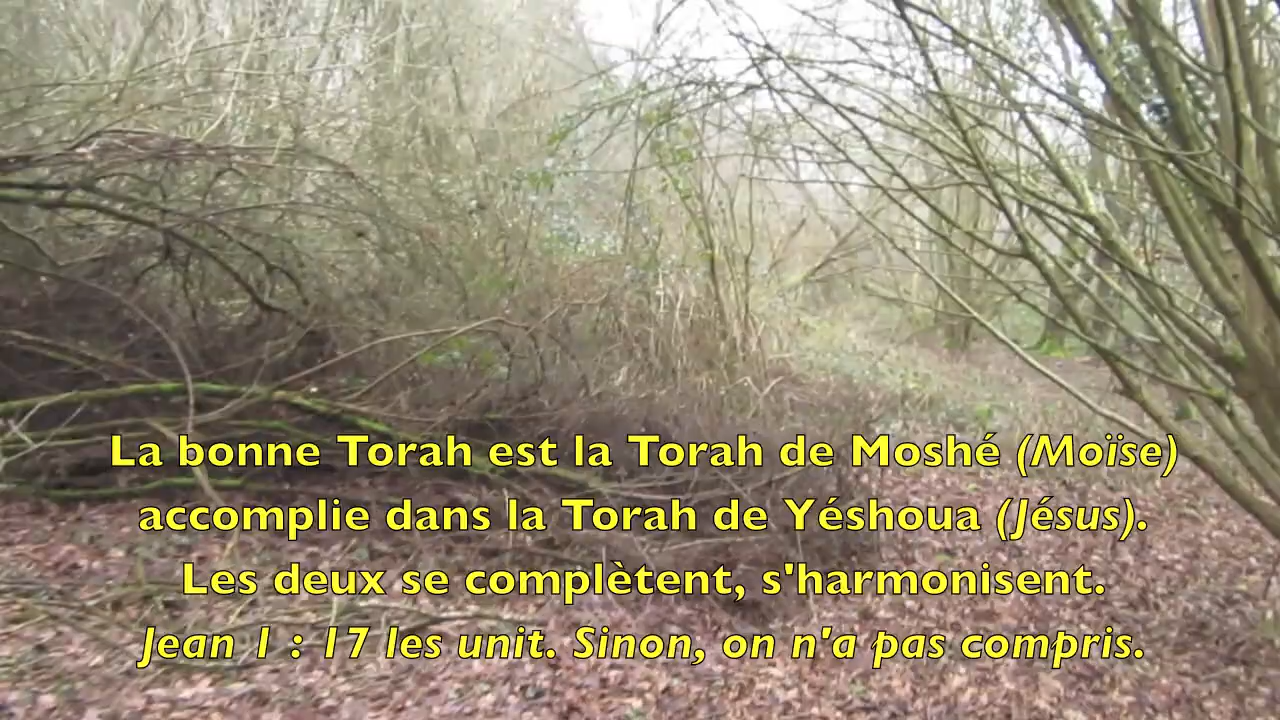 La bonne Torah est la Torah de Moshé (Moïse)
accomplie dans la Torah de Yéshoua (Jésus).
Les deux se complètent, s'harmonisent.
Jean 1 : 17 les unit. Sinon, on n'a pas compris.